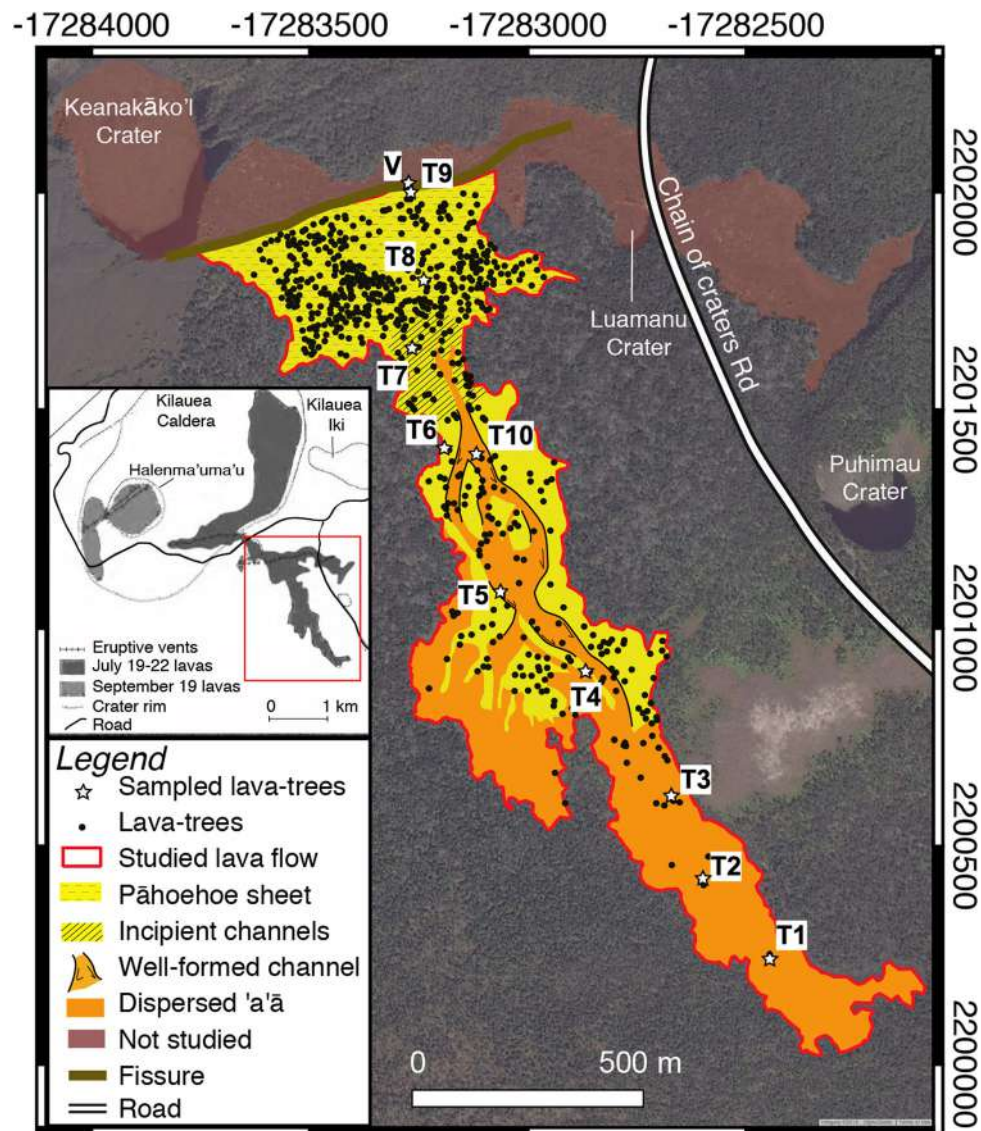 -17284000 -17283500 -17283000 -17282500
Keanakāko'I
Crater
V
T9
T8
T7
T6
T10
T5
T4
T3
T2
T1
Chain of craters Rd
Luamanu
Crater
Puhimau
Crater
2202000
2201500
2201000
2200500
2200000
Kilauea
Caldera
Kilauea
Iki
Halenma'uma'u
Eruptive vents
July 19-22 lavas
September 19 lavas
Crater rim
Road
0 1 km
Legend
Sampled lava-trees
Lava-trees
Studied lava flow
Pāhoehoe sheet
Incipient channels
Well-formed channel
Dispersed 'a'ā
Not studied
Fissure
Road
0 500 m